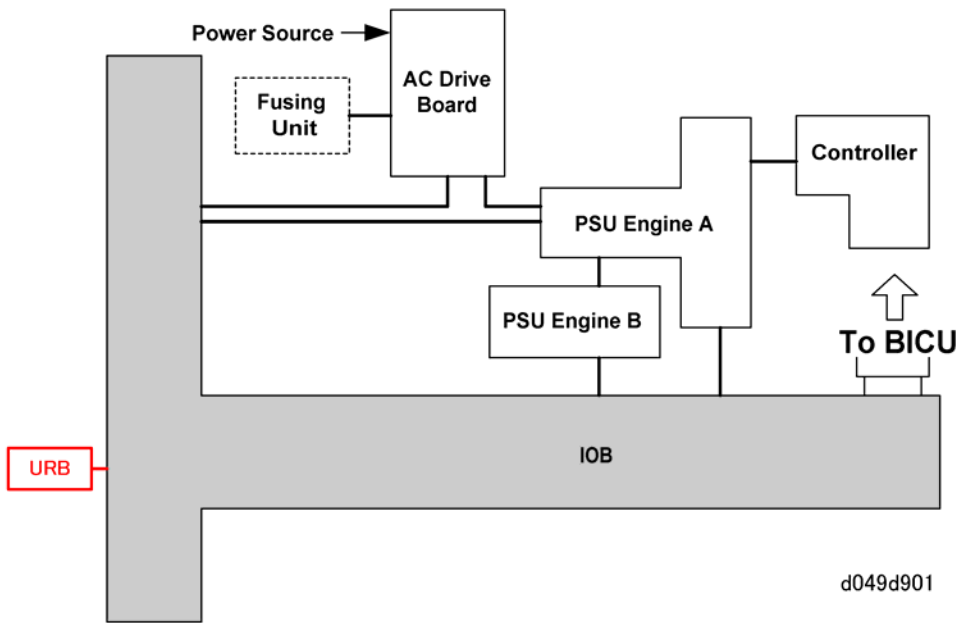 Power Source
AC Drive
Board
Fusing
Unit
Controller
PSU Engine A
PSU Engine B
To BICU
IOB
URB
d049d901